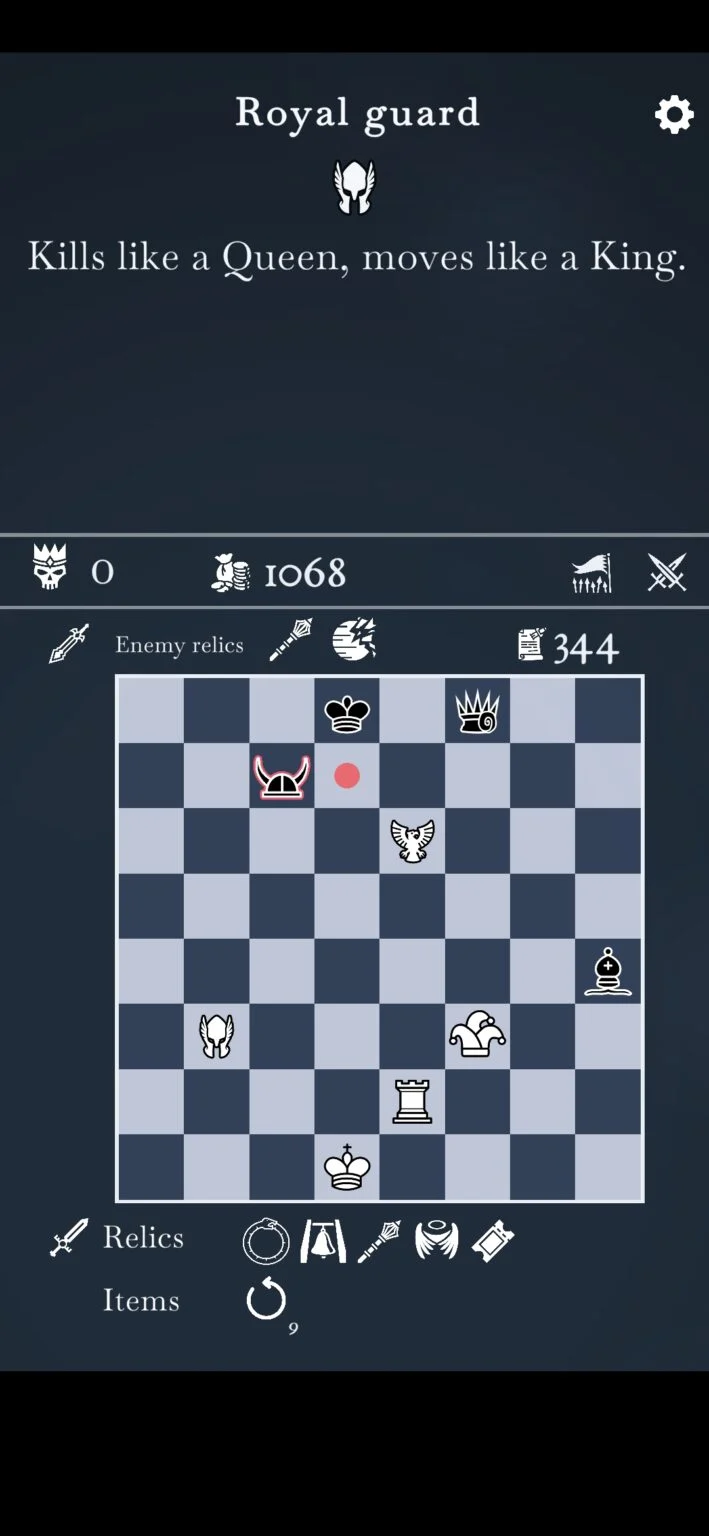 Royal guard
Kills like a Queen, moves like a King.
0 1068
Enemy relics 344
Relics
Items
9